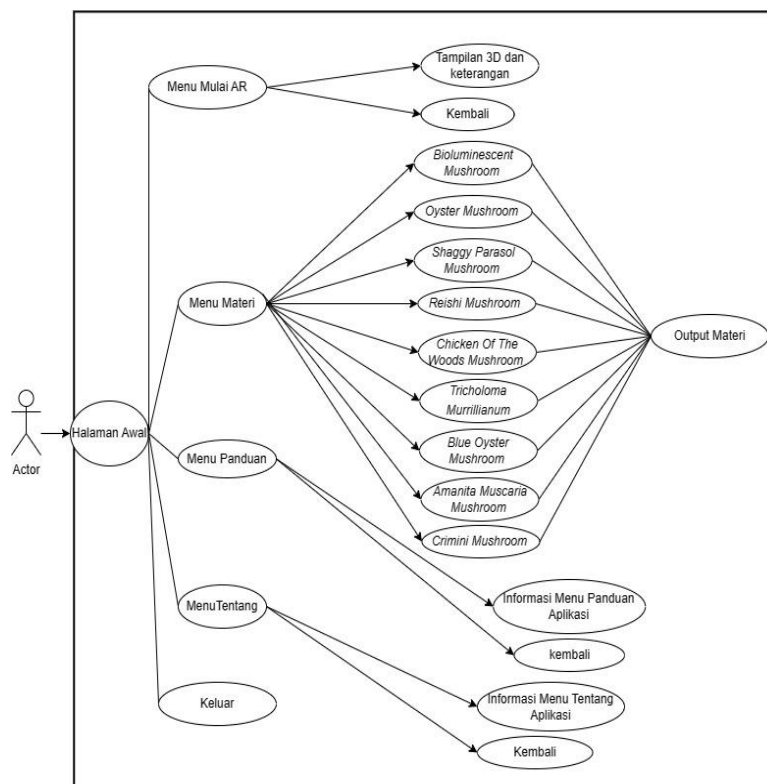 Tampilan 3D dan
keterangan
Menu Mulai AR
Kembali
Bioluminescent
Mushroom
Oyster Mushroom
Shaggy Parasol
Mushroom
Menu Materi
Reishi Mushroom
Chicken Of The
Woods Mushroom
Output Materi
Tricholoma
Murrillianum
Halaman Awal
Actor
Menu Panduan
Blue Oyster
Mushroom
Amanita Muscaria
Mushroom
Crimini Mushroom
MenuTentang
Informasi Menu Panduan
Aplikasi
kembali
Keluar
Informasi Menu Tentang
Aplikasi
Kembali